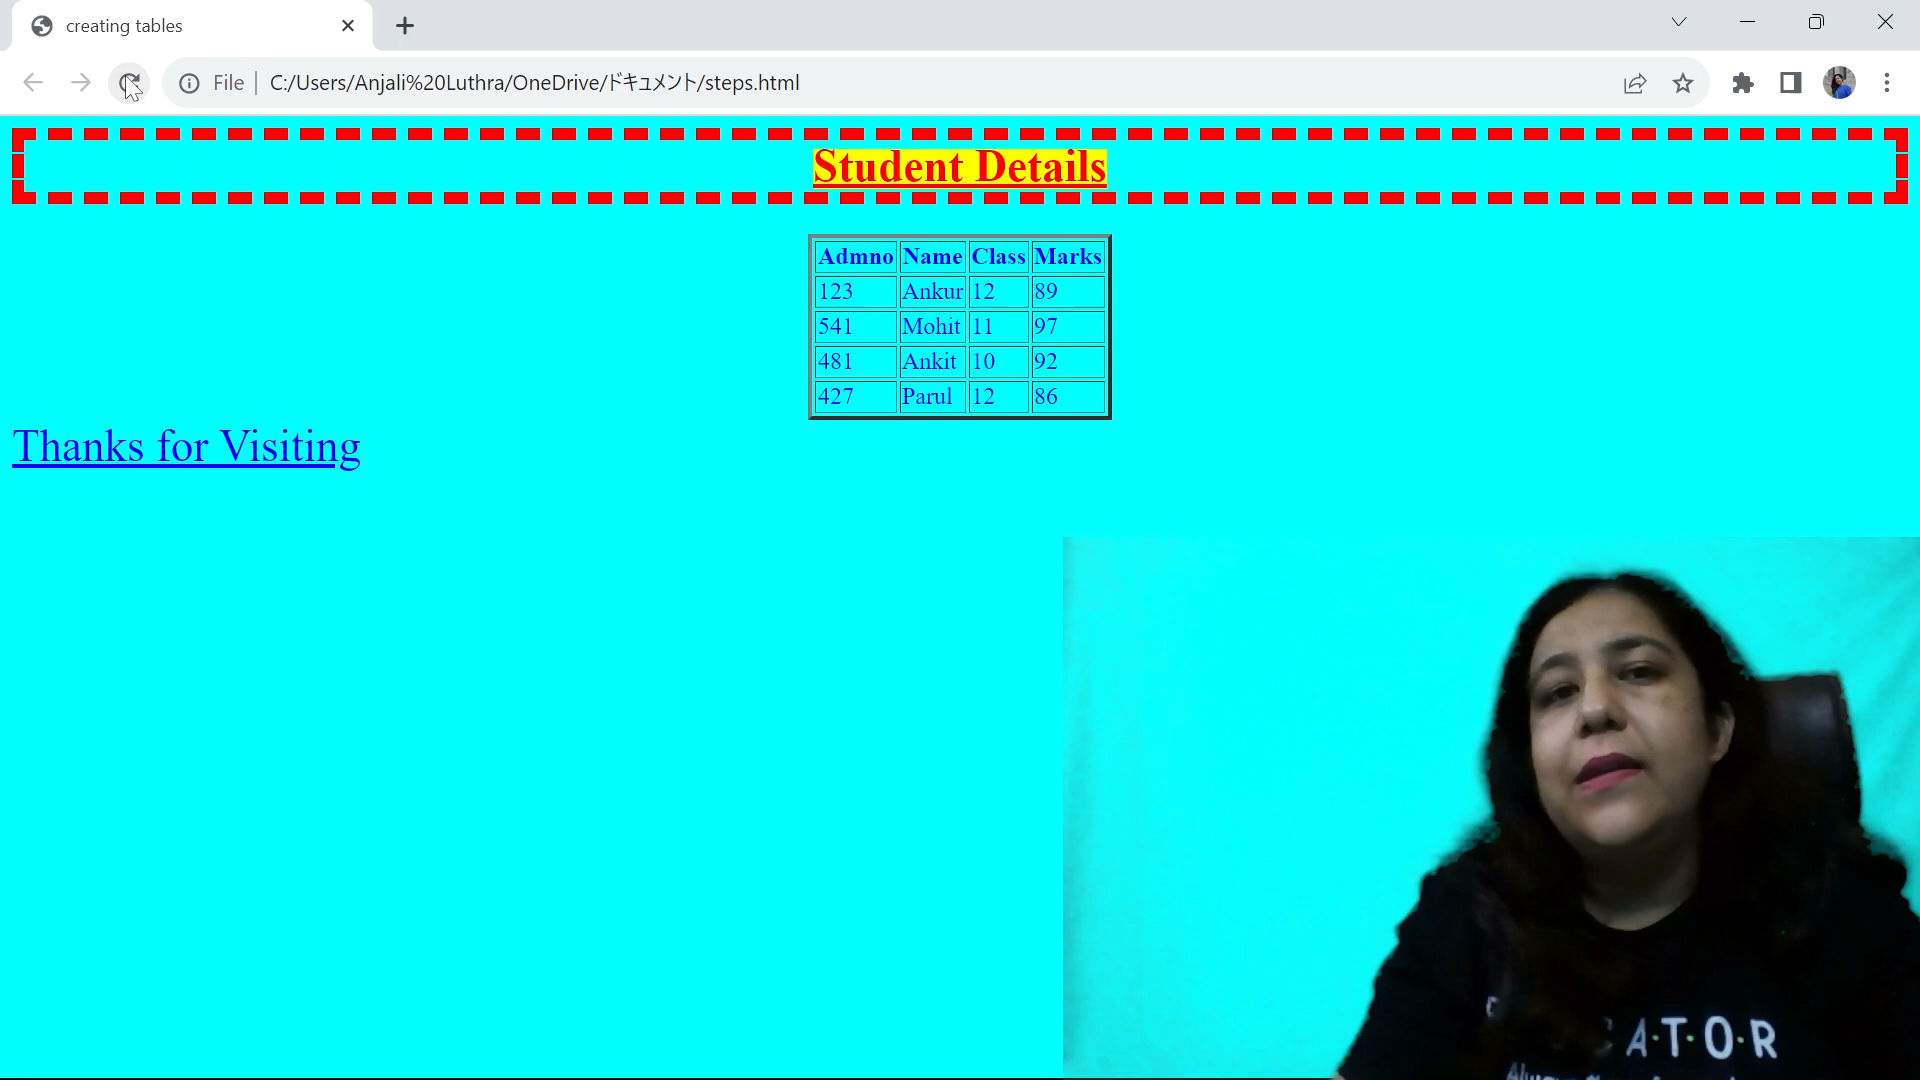 creating tables
File | C:/Users/Anjali%20Luthra/OneDrive/ドキュメント/steps.html
Student Details
Admno Name Class Marks
123 Ankur 12 89
541 Mohit 11 97
481 Ankit 10 92
427 Parul 12 86
Thanks for Visiting
A·T·O·R